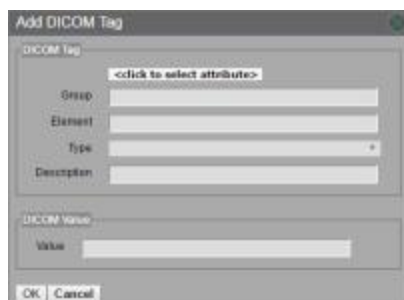 Add DICOM Tag
DICOM Tag
<click to select attribute>
Group
Element
Type
Description
DICOM Value
Value
OK Cancel